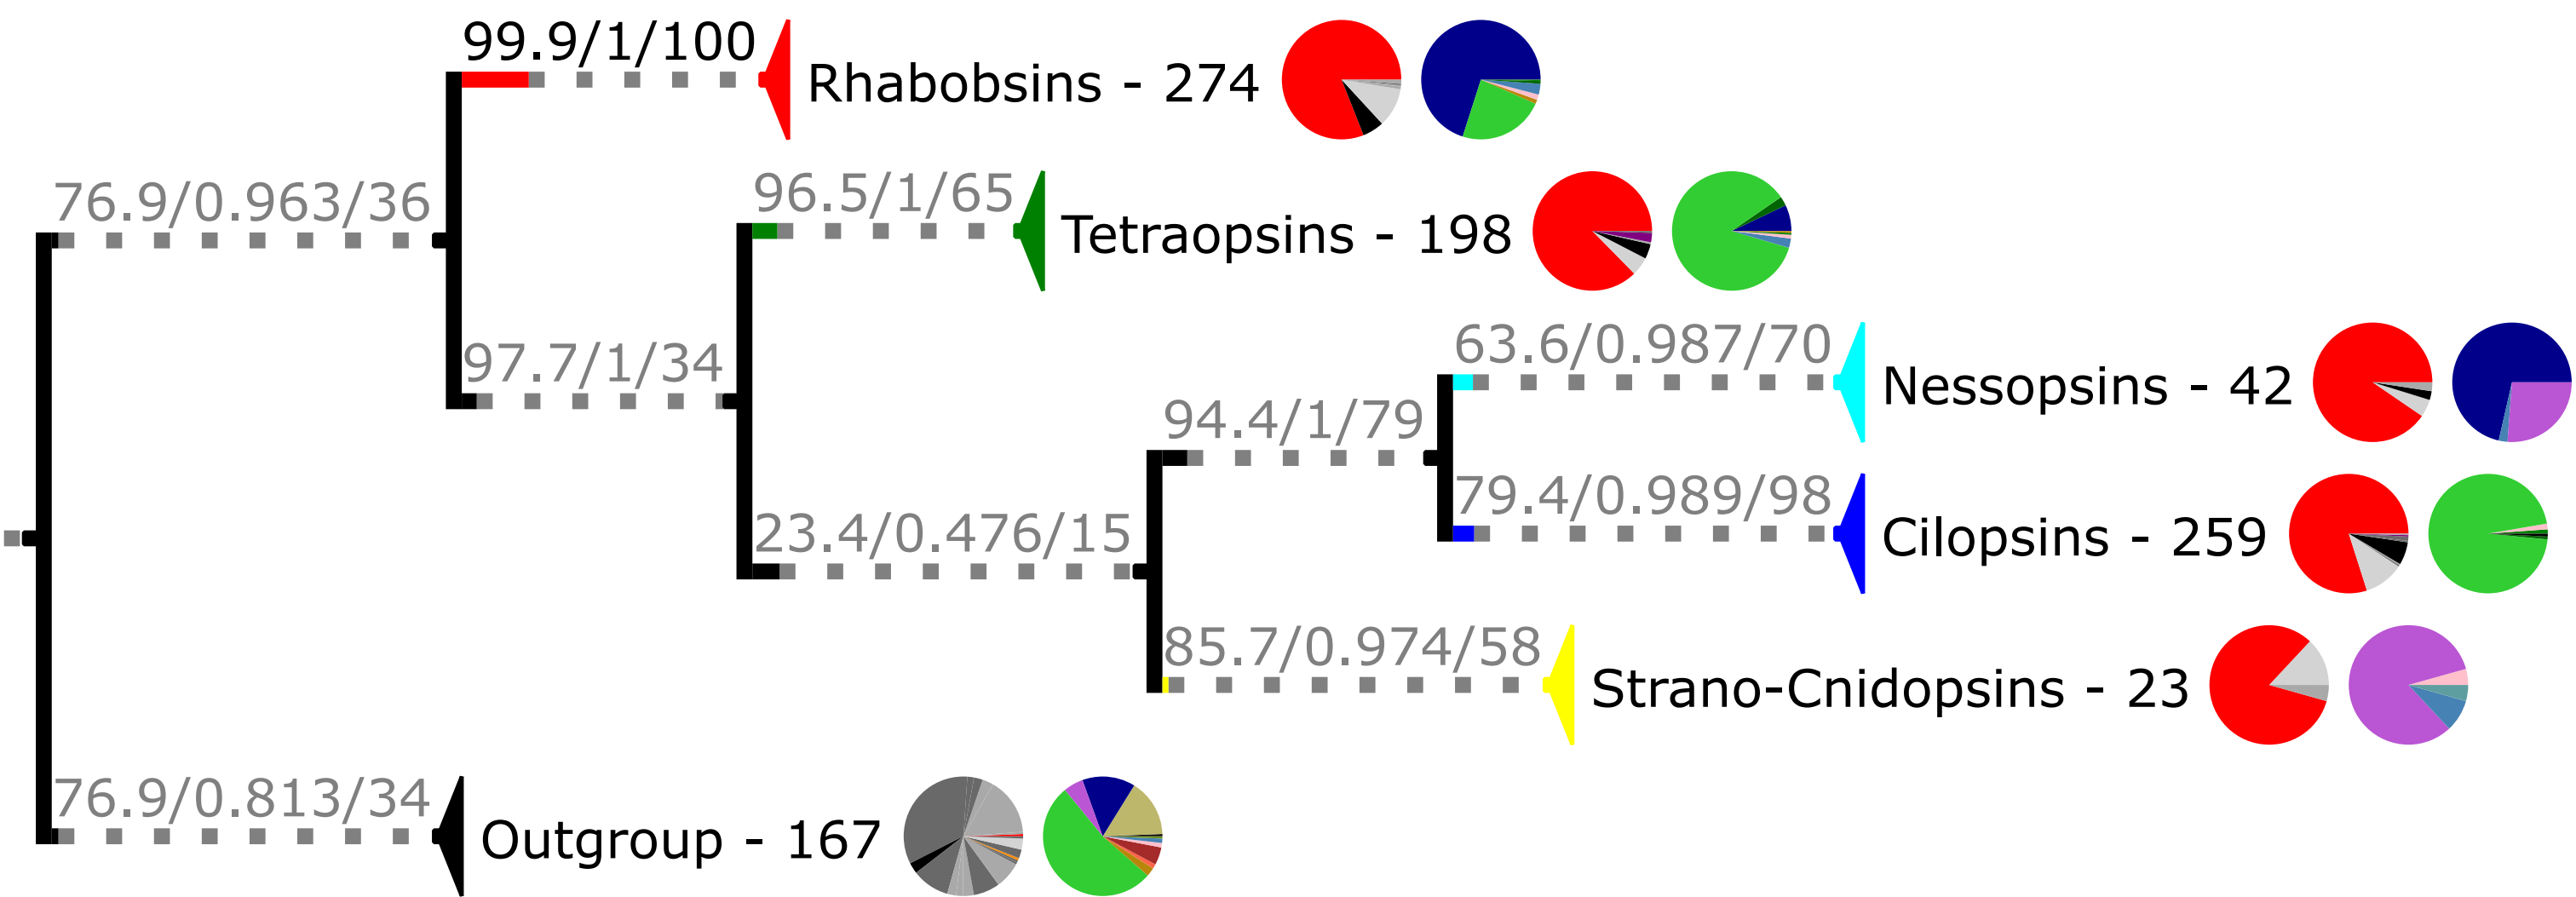 99.9/1/100
Rhabobsins - 274
76.9/0.963/36
96.5/1/65
Tetraopsins - 198
97.7/1/34
63.6/0.987/70
Nessopsins - 42
94.4/1/79
79.4/0.989/98
Cilopsins - 259
23.4/0.476/15
85.7/0.974/58
Strano-Cnidopsins - 23
76.9/0.813/34
Outgroup - 167